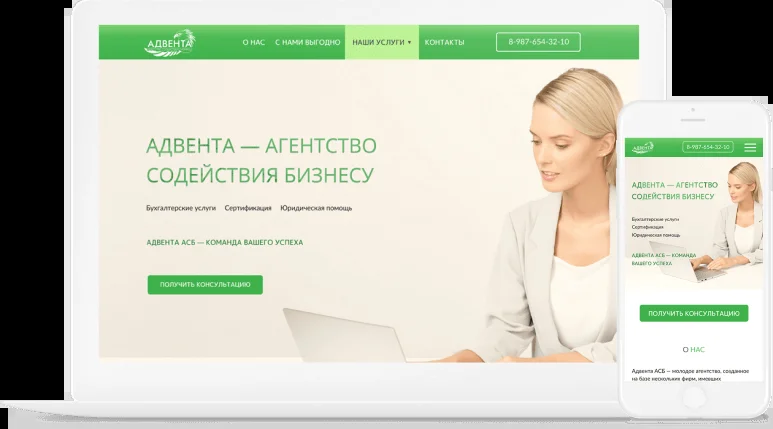 АДВЕНТА
О НАС
С НАМИ ВЫГОДНО
НАШИ УСЛУГИ
КОНТАКТЫ
8-987-654-32-10
АДВЕНТА — АГЕНТСТВО
СОДЕЙСТВИЯ БИЗНЕСУ
Бухгалтерские услуги Сертификация Юридическая помощь
АДВЕНТА АСБ — КОМАНДА ВАШЕГО УСПЕХА
ПОЛУЧИТЬ КОНСУЛЬТАЦИЮ
АДВЕНТА
8-987-654-32-10
АДВЕНТА — АГЕНТСТВО
СОДЕЙСТВИЯ БИЗНЕСУ
Бухгалтерские услуги
Сертификация
Юридическая помощь
АДВЕНТА АСБ — КОМАНДА
ВАШЕГО УСПЕХА
ПОЛУЧИТЬ КОНСУЛЬТАЦИЮ
О НАС
Адвента АСБ — молодое агентство, созданное
на базе нескольких фирм, имеющих